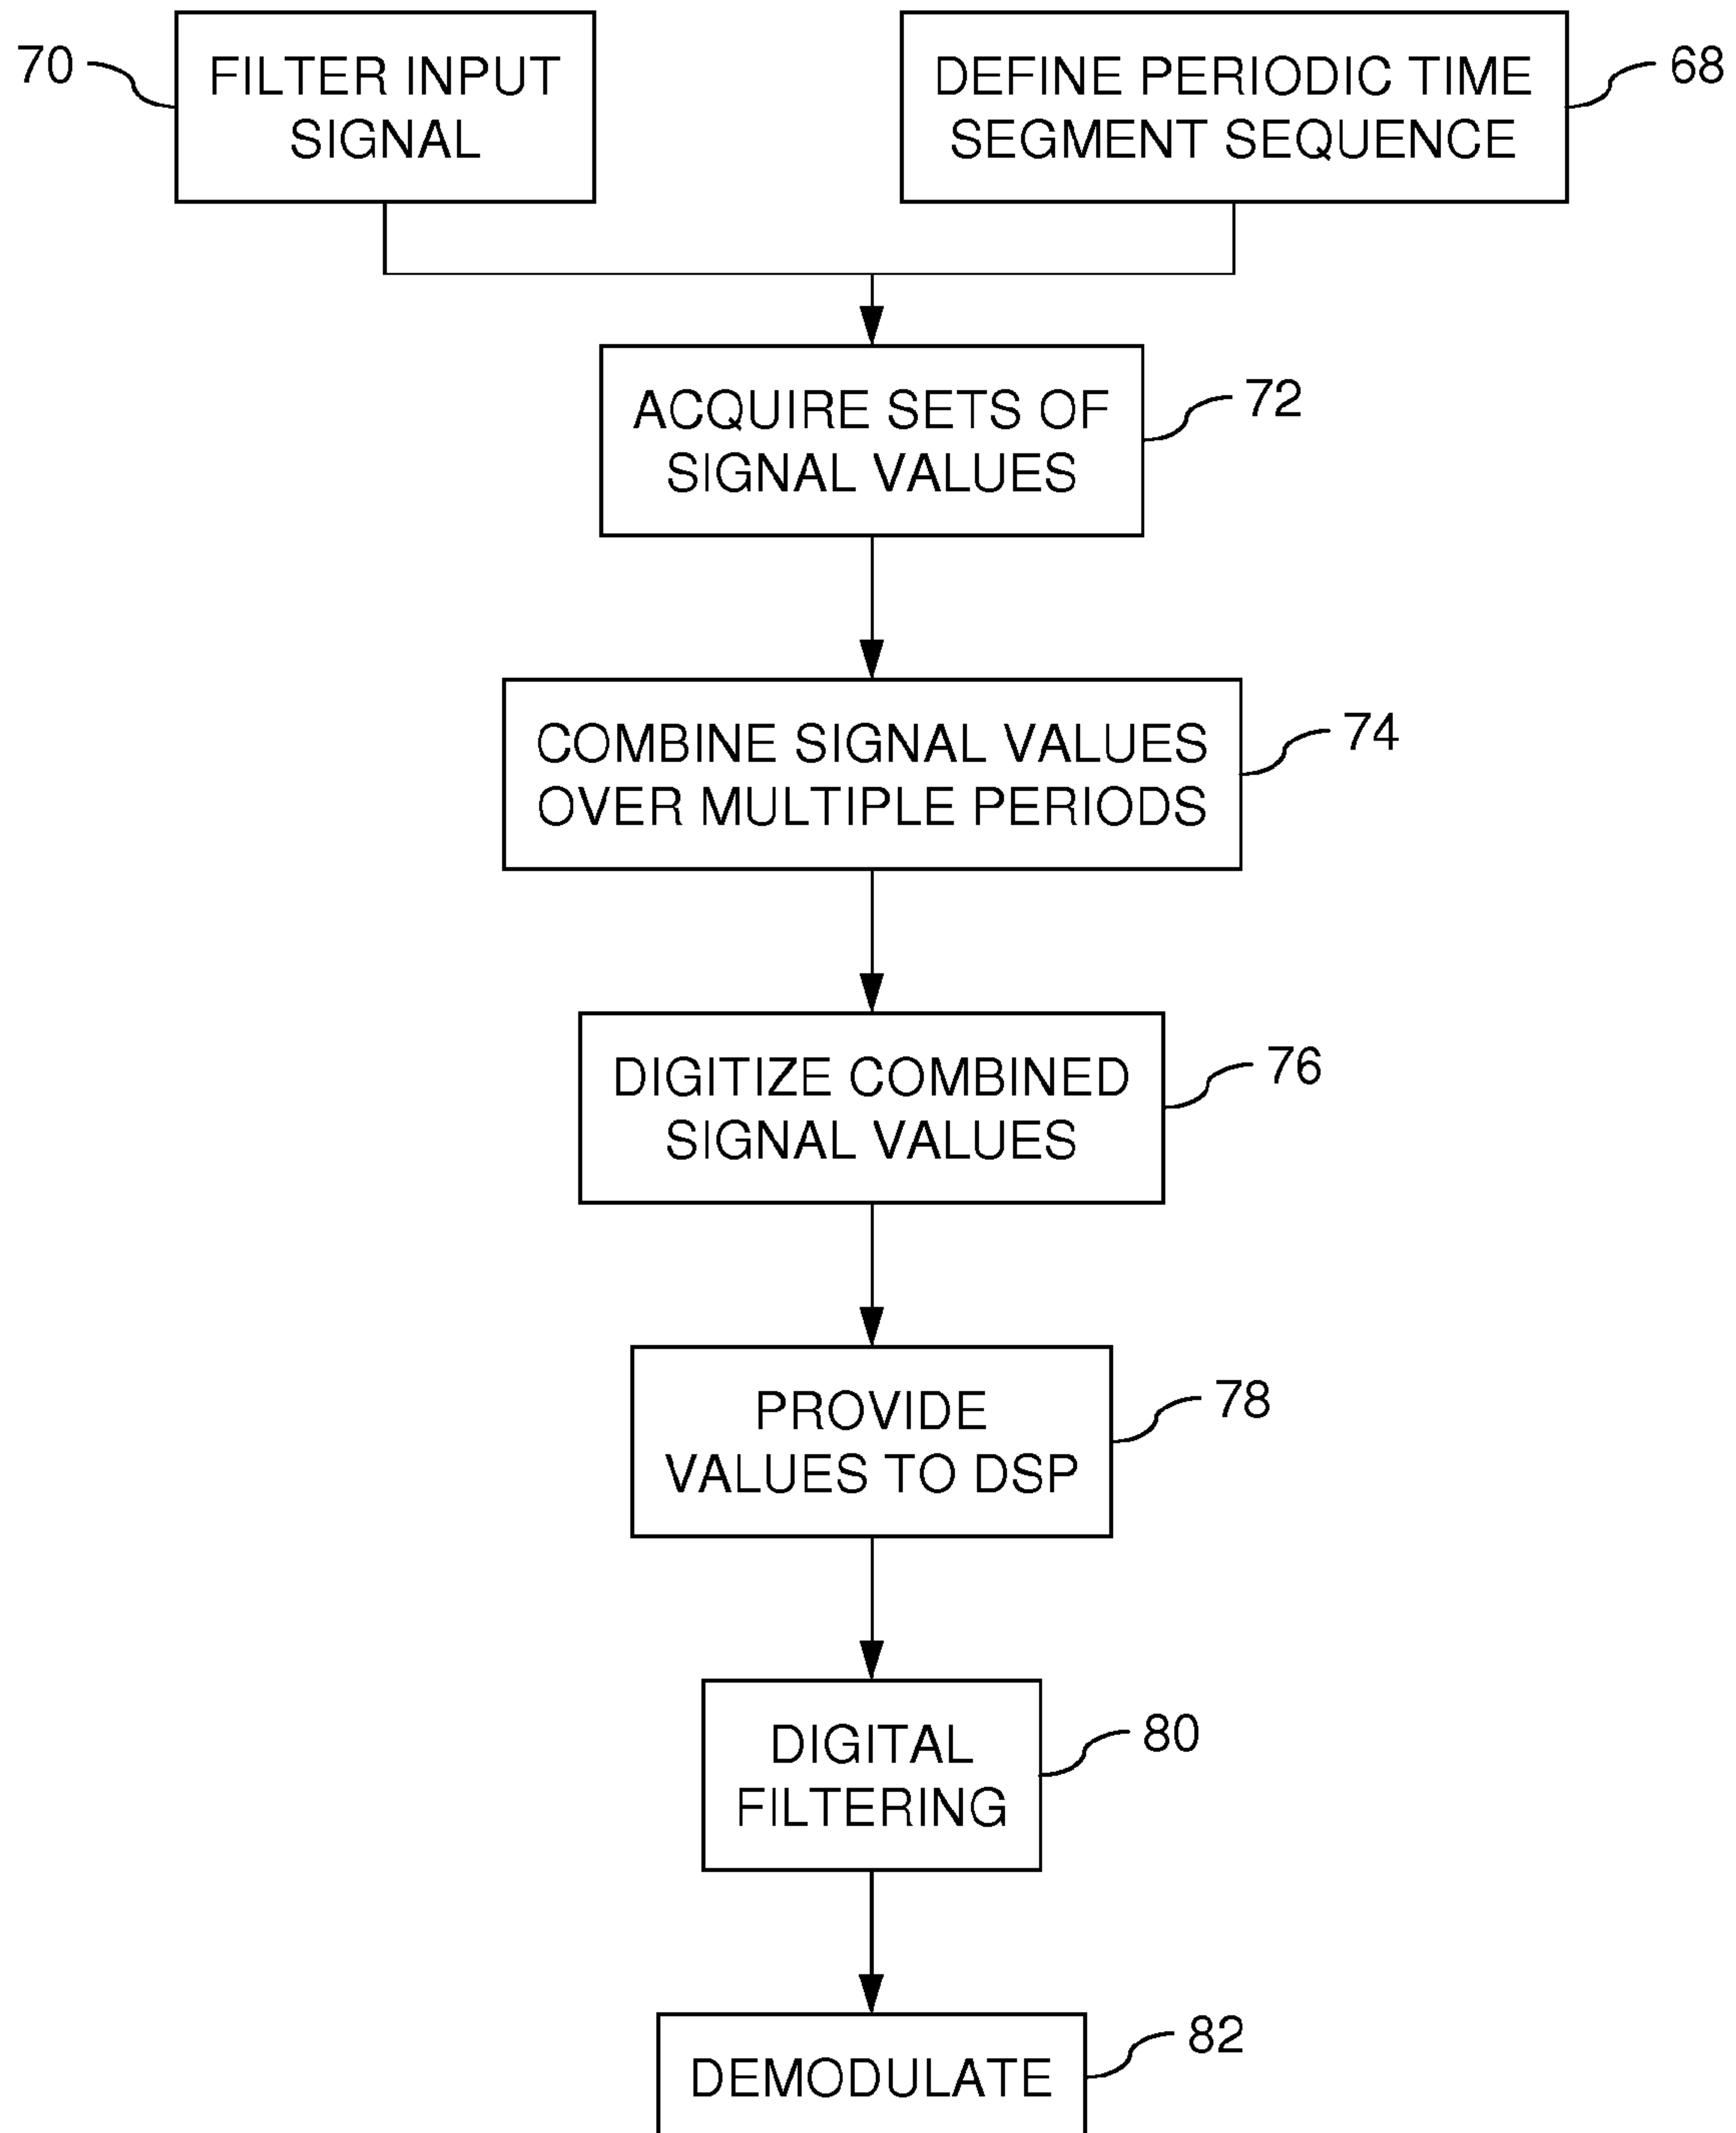 70
FILTER INPUT
SIGNAL
DEFINE PERIODIC TIME
SEGMENT SEQUENCE
68
ACQUIRE SETS OF
SIGNAL VALUES
72
COMBINE SIGNAL VALUES
OVER MULTIPLE PERIODS
74
DIGITIZE COMBINED
SIGNAL VALUES
76
PROVIDE
VALUES TO DSP
78
DIGITAL
FILTERING
80
DEMODULATE
82